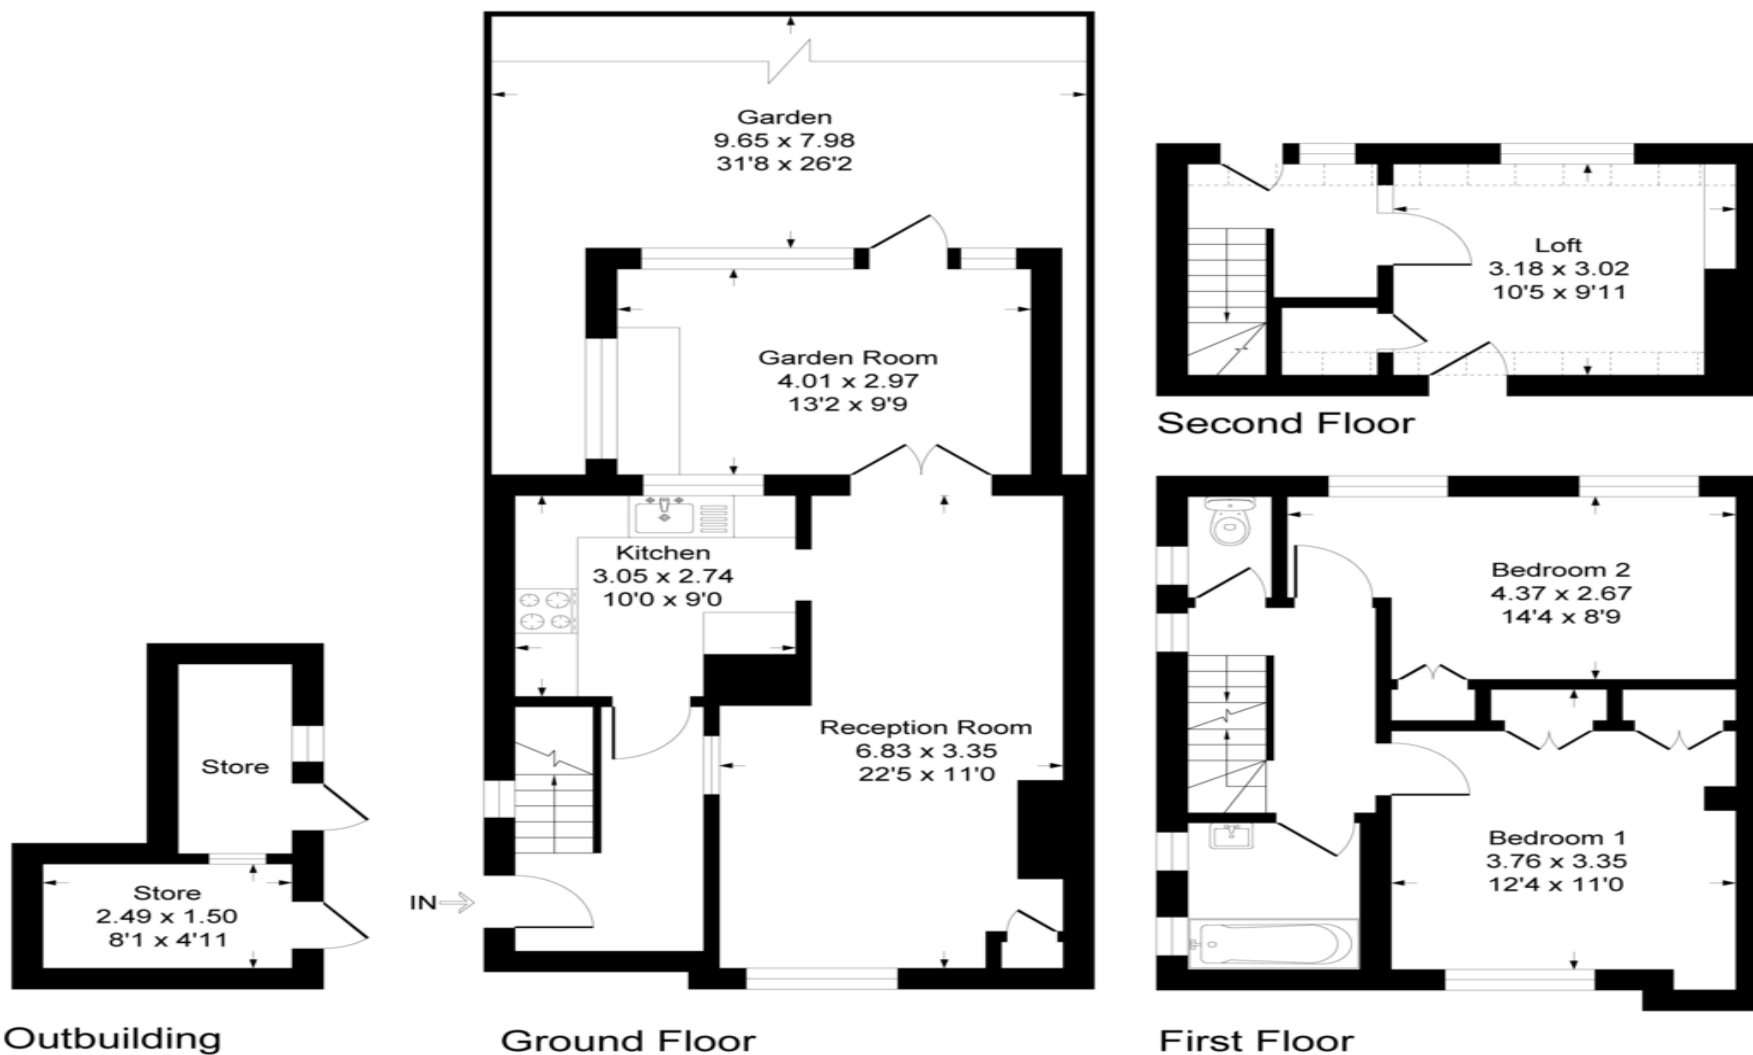 Garden
9.65 x 7.98
31'8 x 26'2
Garden Room
4.01 x 2.97
13'2 x 9'9
Kitchen
3.05 x 2.74
10'0 x 9'0
Reception Room
6.83 x 3.35
22'5 x 11'0
IN
Ground Floor
Store
Store
2.49 x 1.50
8'1 x 4'11
Outbuilding
Loft
3.18 x 3.02
10'5 x 9'11
Second Floor
Bedroom 2
4.37 x 2.67
14'4 x 8'9
Bedroom 1
3.76 x 3.35
12'4 x 11'0
First Floor